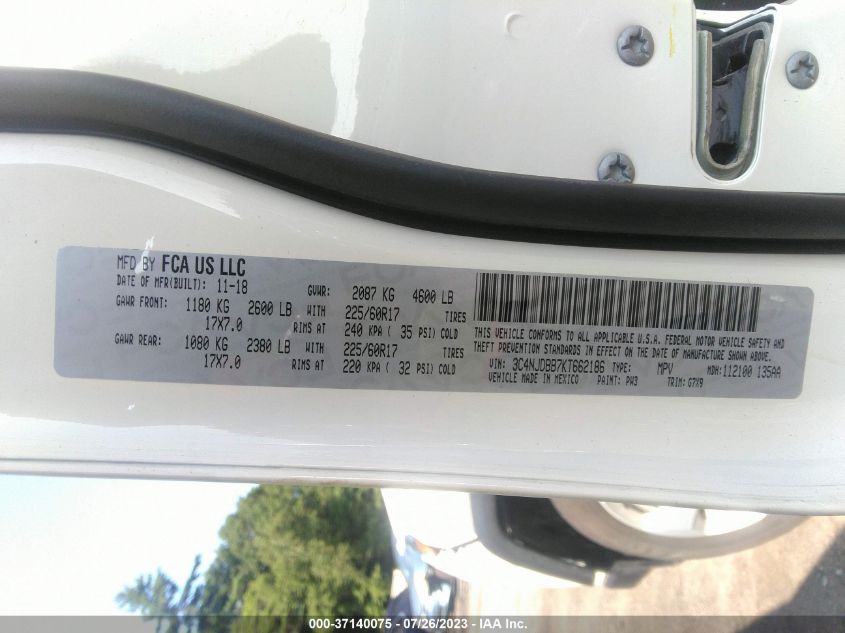 MFD BY FCA US LLC
DATE OF MFR(BUILT): 11-18 GVWR: 2087 KG 4600 LB
GAWR FRONT: 1180 KG 2600 LB WITH 225/60R17 TIRES
17X7.0 RIMS AT 240 KPA ( 35 PSI) COLD
GAWR REAR: 1080 KG 2380 LB WITH 225/60R17 TIRES
17X7.0 RIMS AT 220 KPA ( 32 PSI) COLD
THIS VEHICLE CONFORMS TO ALL APPLICABLE U.S.A. FEDERAL MOTOR VEHICLE SAFETY AND
THEFT PREVENTION STANDARDS IN EFFECT ON THE DATE OF MANUFACTURE SHOWN ABOVE.
VIN: 3C4NJDBB7KT662186 TYPE: MPV MDH: 112100 135AA
VEHICLE MADE IN MEXICO PAINT: PW3 TRIM: G7X9
000-37140075 - 07/26/2023 - © IAA Inc.